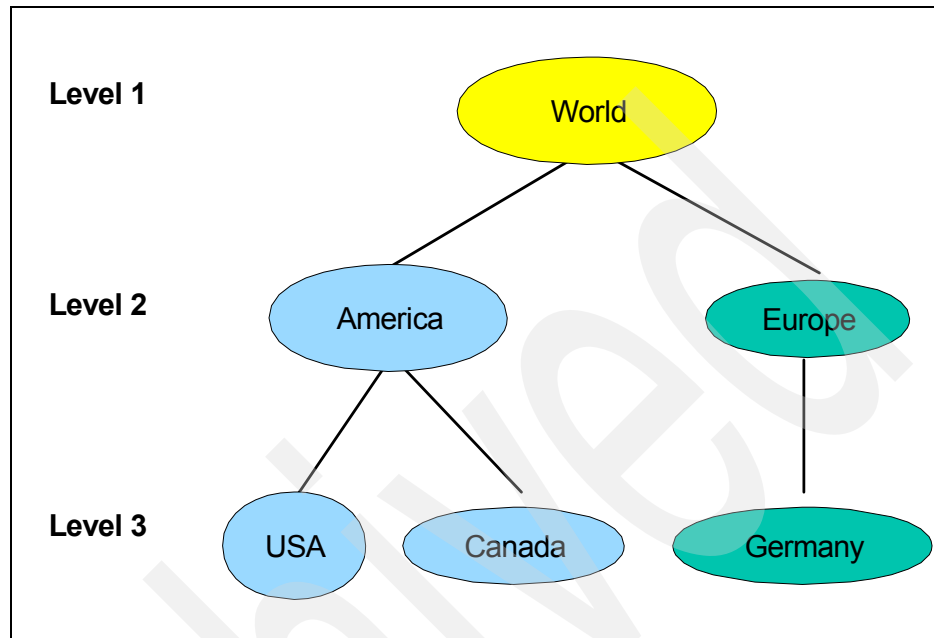 Level 1
World
Level 2
America
Europe
Level 3
USA
Canada
Germany